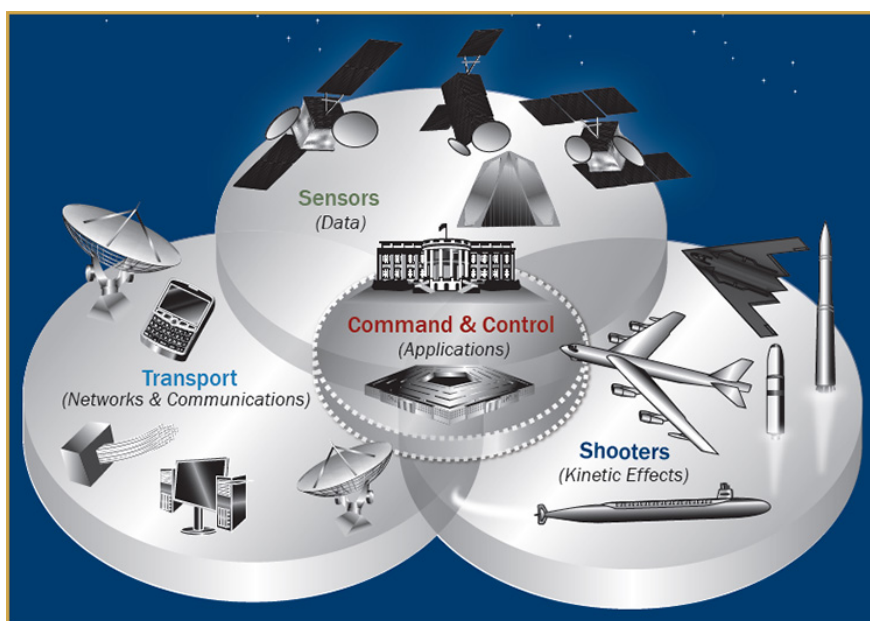 Sensors
(Data)
Command & Control
(Applications)
Transport
(Networks & Communications)
Shooters
(Kinetic Effects)